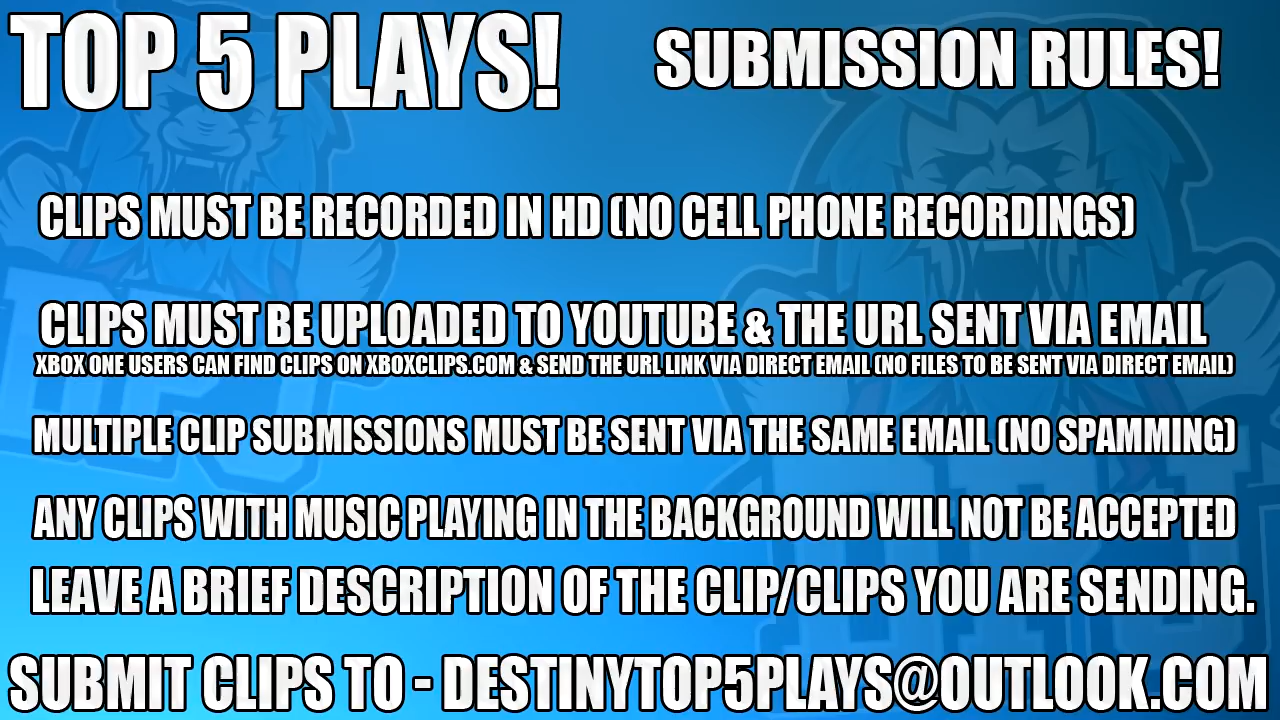 TOP 5 PLAYS!
SUBMISSION RULES!
CLIPS MUST BE RECORDED IN HD (NO CELL PHONE RECORDINGS)
CLIPS MUST BE UPLOADED TO YOUTUBE & THE URL SENT VIA EMAIL
XBOX ONE USERS CAN FIND CLIPS ON XBOXCLIPS.COM & SEND THE URL LINK VIA DIRECT EMAIL (NO FILES TO BE SENT VIA DIRECT EMAIL)
MULTIPLE CLIP SUBMISSIONS MUST BE SENT VIA THE SAME EMAIL (NO SPAMMING)
ANY CLIPS WITH MUSIC PLAYING IN THE BACKGROUND WILL NOT BE ACCEPTED
LEAVE A BRIEF DESCRIPTION OF THE CLIP/CLIPS YOU ARE SENDING.
SUBMIT CLIPS TO - DESTINYTOP5PLAYS@OUTLOOK.COM